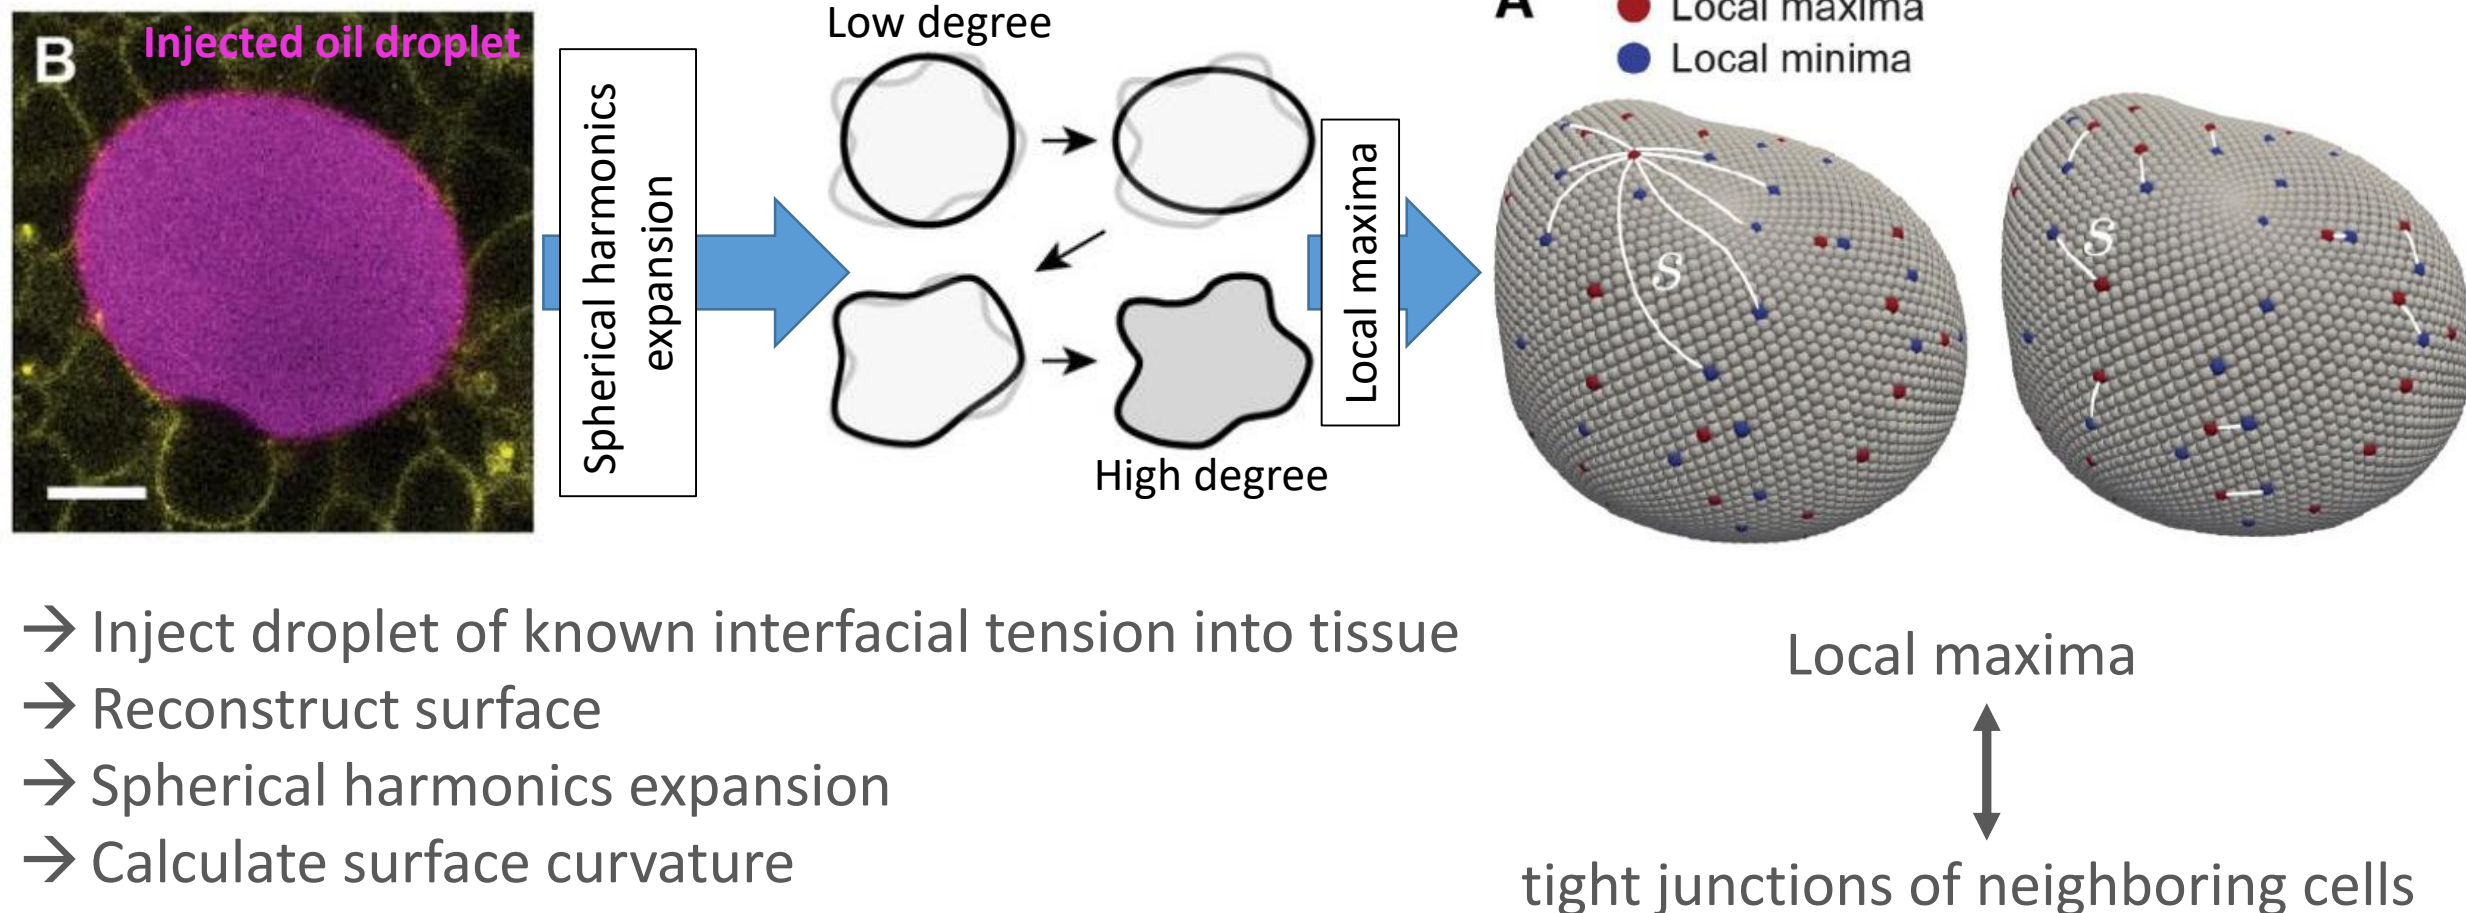 B
Injected oil droplet
Spherical harmonics
expansion
Low degree
High degree
Local maxima
A
Local maxima
Local minima
S
S
→ Inject droplet of known interfacial tension into tissue
→ Reconstruct surface
→ Spherical harmonics expansion
→ Calculate surface curvature
Local maxima
tight junctions of neighboring cells